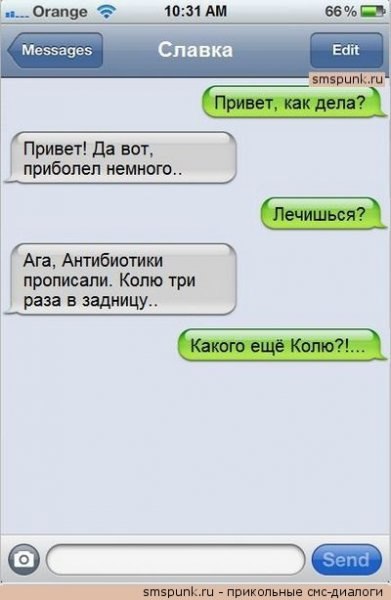 Orange 10:31 AM 66%
Messages Славка Edit
smspunk.ru
Привет, как дела?
Привет! Да вот,
приболел немного..
Лечишься?
Ага, Антибиотики
прописали. Колю три
раза в задницу..
Какого ещё Колю?!...
Send
smspunk.ru - прикольные смс-диалоги